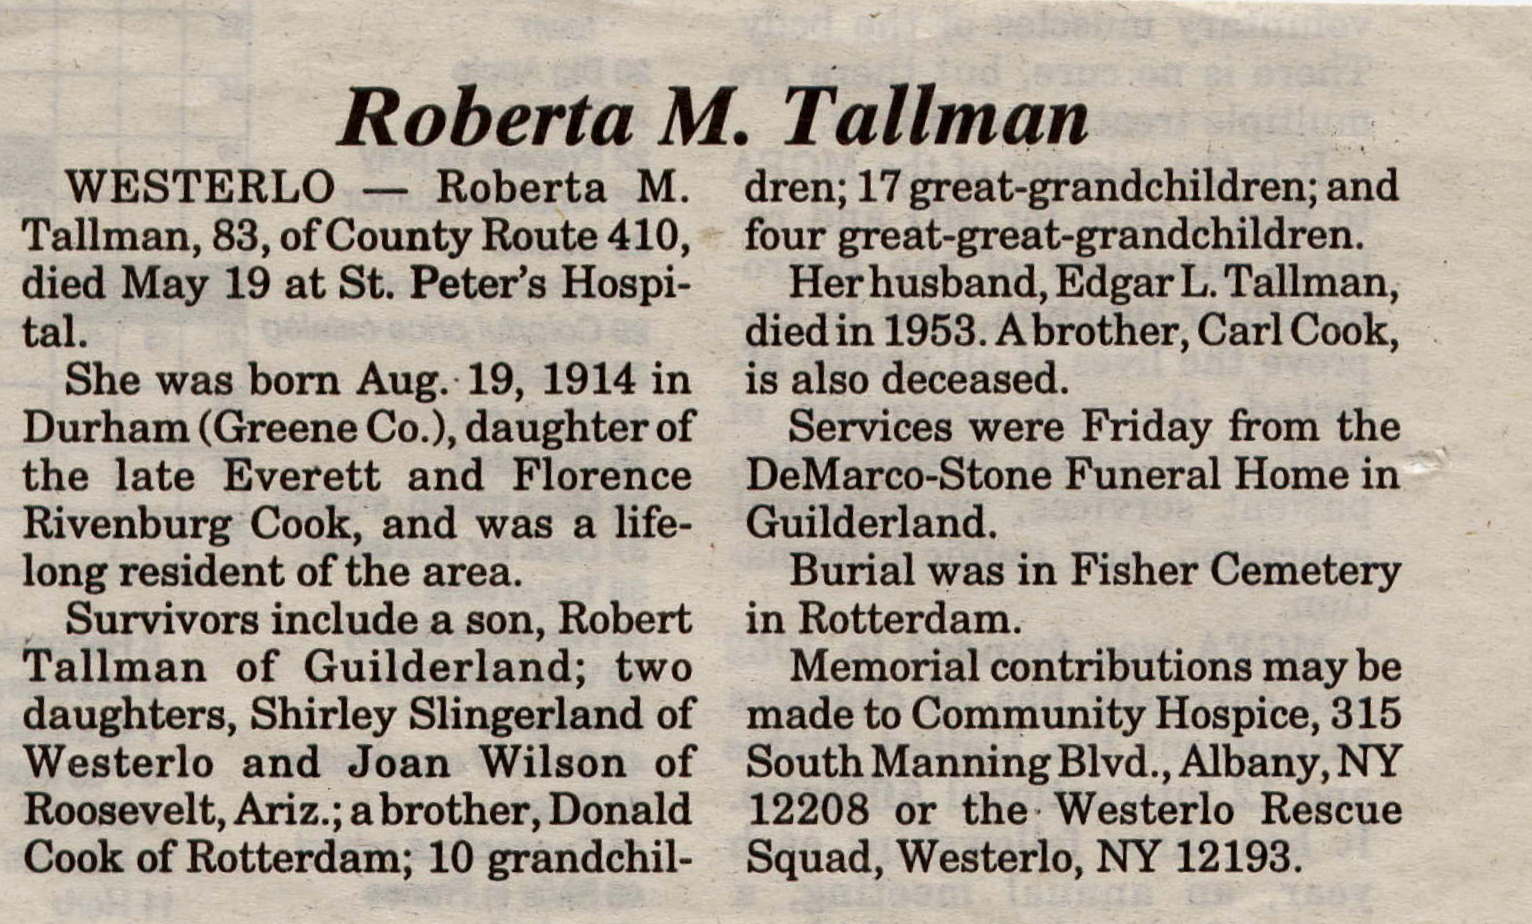 Roberta M. Tallman
WESTERLO — Roberta M.
Tallman, 83, of County Route 410,
died May 19 at St. Peter's Hospi-
tal.
She was born Aug. 19, 1914 in
Durham (Greene Co.), daughter of
the late Everett and Florence
Rivenburg Cook, and was a life-
long resident of the area.
Survivors include a son, Robert
Tallman of Guilderland; two
daughters, Shirley Slingerland of
Westerlo and Joan Wilson of
Roosevelt, Ariz.; a brother, Donald
Cook of Rotterdam; 10 grandchil-
dren; 17 great-grandchildren; and
four great-great-grandchildren.
Her husband, Edgar L. Tallman,
died in 1953. A brother, Carl Cook,
is also deceased.
Services were Friday from the
DeMarco-Stone Funeral Home in
Guilderland.
Burial was in Fisher Cemetery
in Rotterdam.
Memorial contributions may be
made to Community Hospice, 315
South Manning Blvd., Albany, NY
12208 or the Westerlo Rescue
Squad, Westerlo, NY 12193.